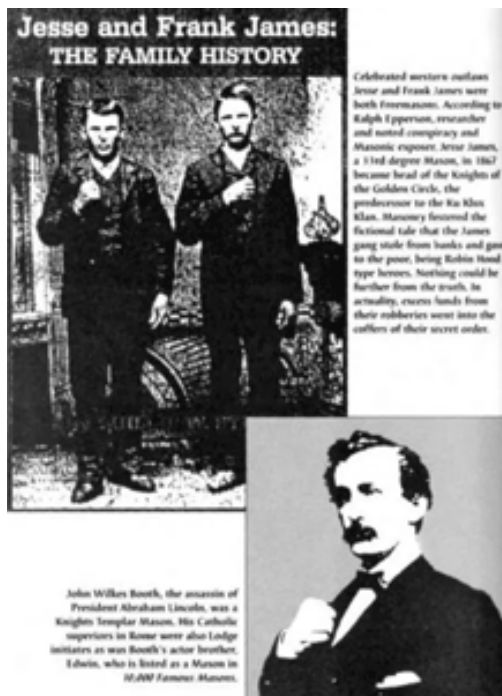 Jesse and Frank James:
THE FAMILY HISTORY
Celebrated western outlaws
Jesse and Frank James were
both Freemasons. According to
Ralph Epperson, researcher
and noted conspiracy and
Masonic exposer, Jesse James,
a 33rd degree Mason, in 1867
became head of the Knights of
the Golden Circle, the
predecessor to the Ku Klux
Klan. Masonry fostered the
fictional tale that the James
gang stole from banks and gave
to the poor, being Robin Hood
type heroes. Nothing could be
further from the truth. In
actuality, excess funds from
their robberies went into the
coffers of their secret order.
John Wilkes Booth, the assassin of
President Abraham Lincoln, was a
Knights Templar Mason. His Catholic
superiors in Rome were also Lodge
initiates as was Booth's actor brother,
Edwin, who is listed as a Mason in
10,000 Famous Masons.